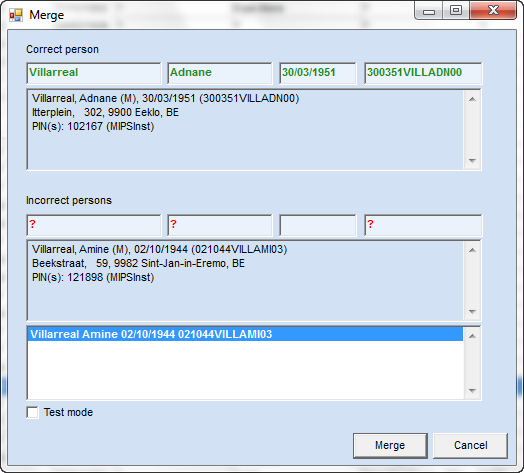 Merge
Correct person
Villarreal Adnane 30/03/1951 300351VILLADN00
Villarreal, Adnane (M), 30/03/1951 (300351VILLADN00)
Itterplein, 302, 9900 Eeklo, BE
PIN(s): 102167 (MIPSInst)
Incorrect persons
? ? ?
Villarreal, Amine (M), 02/10/1944 (021044VILLAMI03)
Beekstraat, 59, 9982 Sint-Jan-in-Eremo, BE
PIN(s): 121898 (MIPSInst)
Villarreal Amine 02/10/1944 021044VILLAMI03
Test mode
Merge Cancel